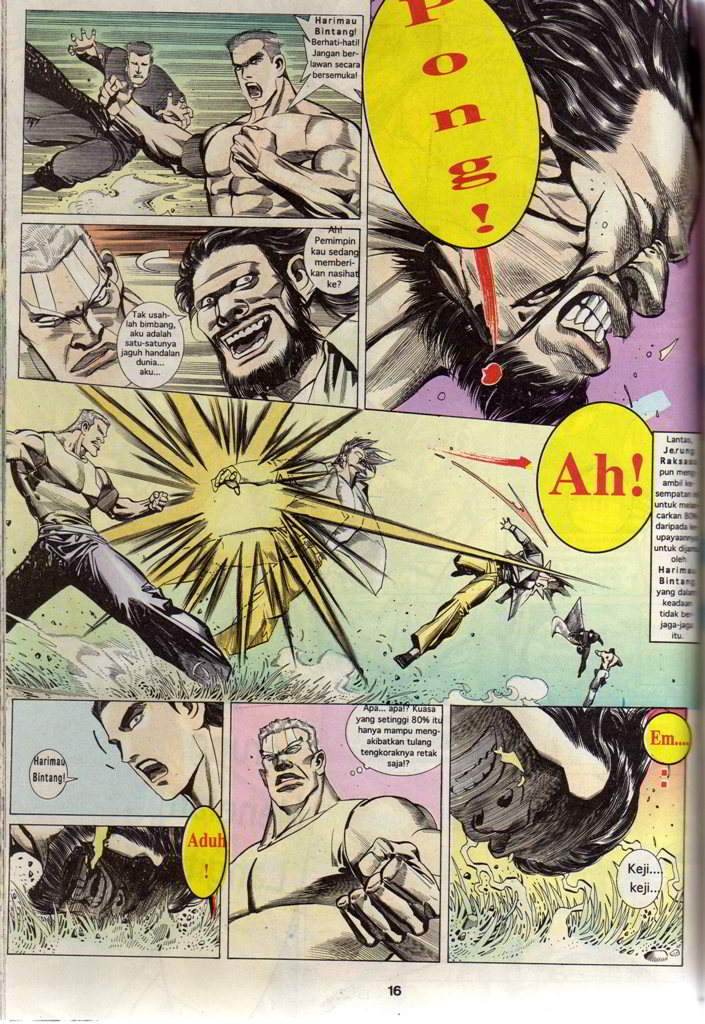 Harimau
Bintang!
Berhati-hati!
Jangan ber-
lawan secara
bersemuka!
Pong!
Tak usah-
lah bimbang,
aku adalah
satu-satunya
jaguh handalan
dunia...
aku...
Ah!
Pemimpin
kau sedang
memberi-
kan nasihat
ke?
Ah!
Lantas,
Jerung
Raksasa
pun meng-
ambil ke-
sempatan
untuk
carkan 80%
daripada
upayaannya
untuk
oleh
Harimau
Bintang
yang dalam
keadaan
tidak ber-
jaga-jaga
itu.
Harimau
Bintang!
Aduh
!
Apa... apa!? Kuasa
yang setinggi 80% itu
hanya mampu meng-
akibatkan tulang
tengkoraknya retak
saja!?
Em....
Keji....
keji...
16